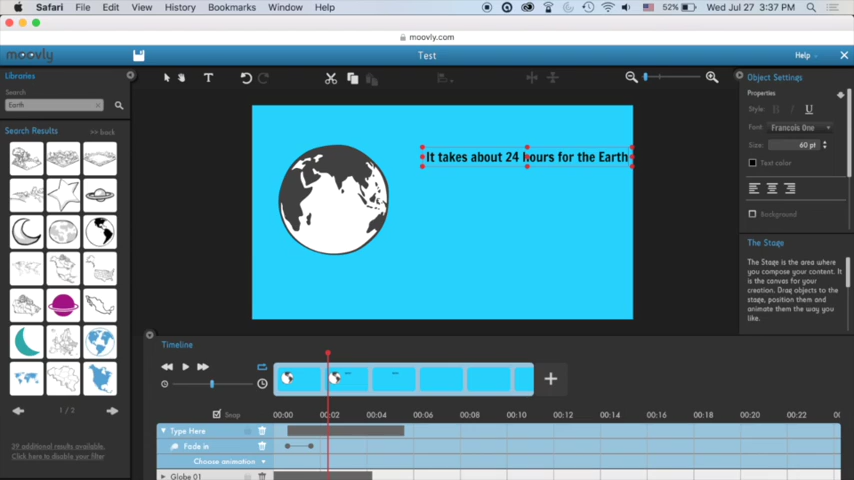 Safari File Edit View History Bookmarks Window Help 52% Wed Jul 27 3:37 PM
moovly.com
moovly Test Help
Libraries
Search
Earth
Search Results >> back
1 / 2
39 additional results available.
Click here to disable your filter
It takes about 24 hours for the Earth
Object Settings
Properties
Style: B I U
Font: Francois One
Size: 60 pt
Text color
Background
The Stage
The Stage is the area where
you compose your content. It
is the canvas for your
creation. Drag objects to the
stage, position them and
animate them the way you
like.
Timeline
Snap 00:00 00:02 00:04 00:06 00:08 00:10 00:12 00:14 00:16 00:18 00:20 00:22
Type Here
Fade in
Choose animation
Globe 01